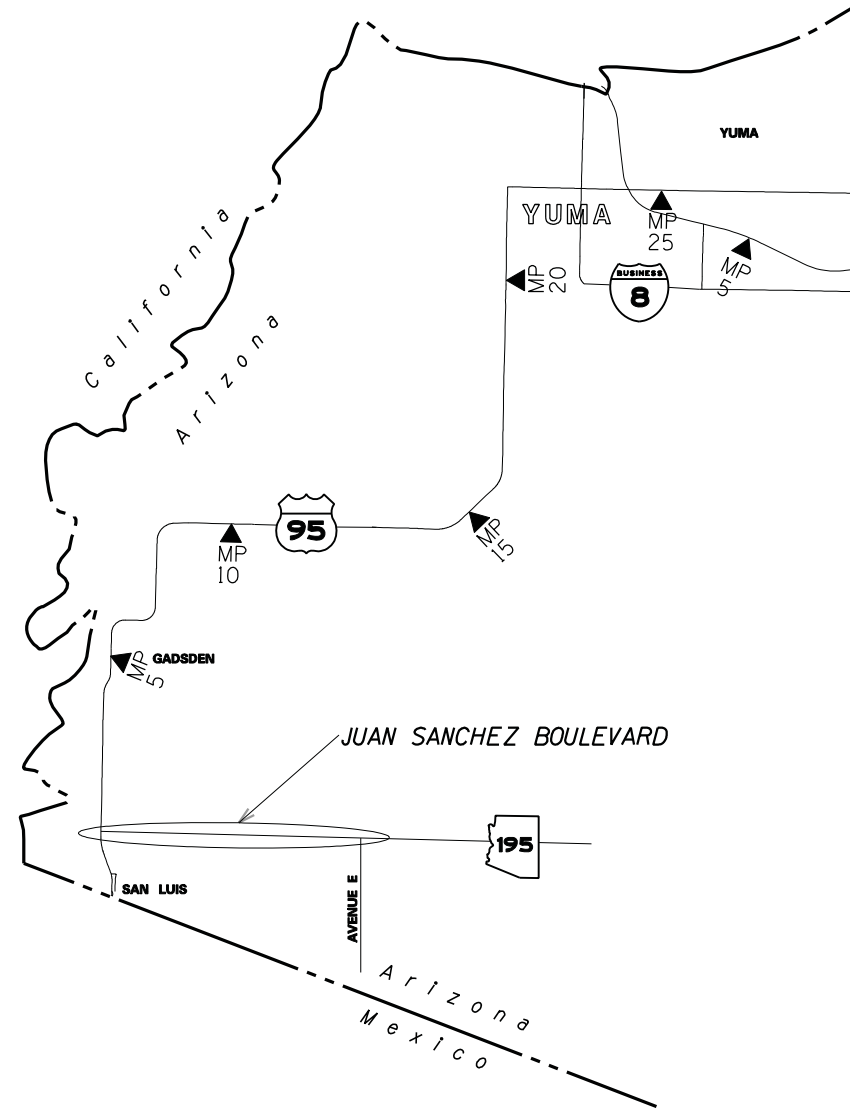 YUMA
California
YUMA
MP
25
MP
20
MP
5
BUSINESS
8
Arizona
95
MP
10
MP
15
GADSDEN
MP
5
JUAN SANCHEZ BOULEVARD
195
SAN LUIS
AVENUE E
Arizona
Mexico